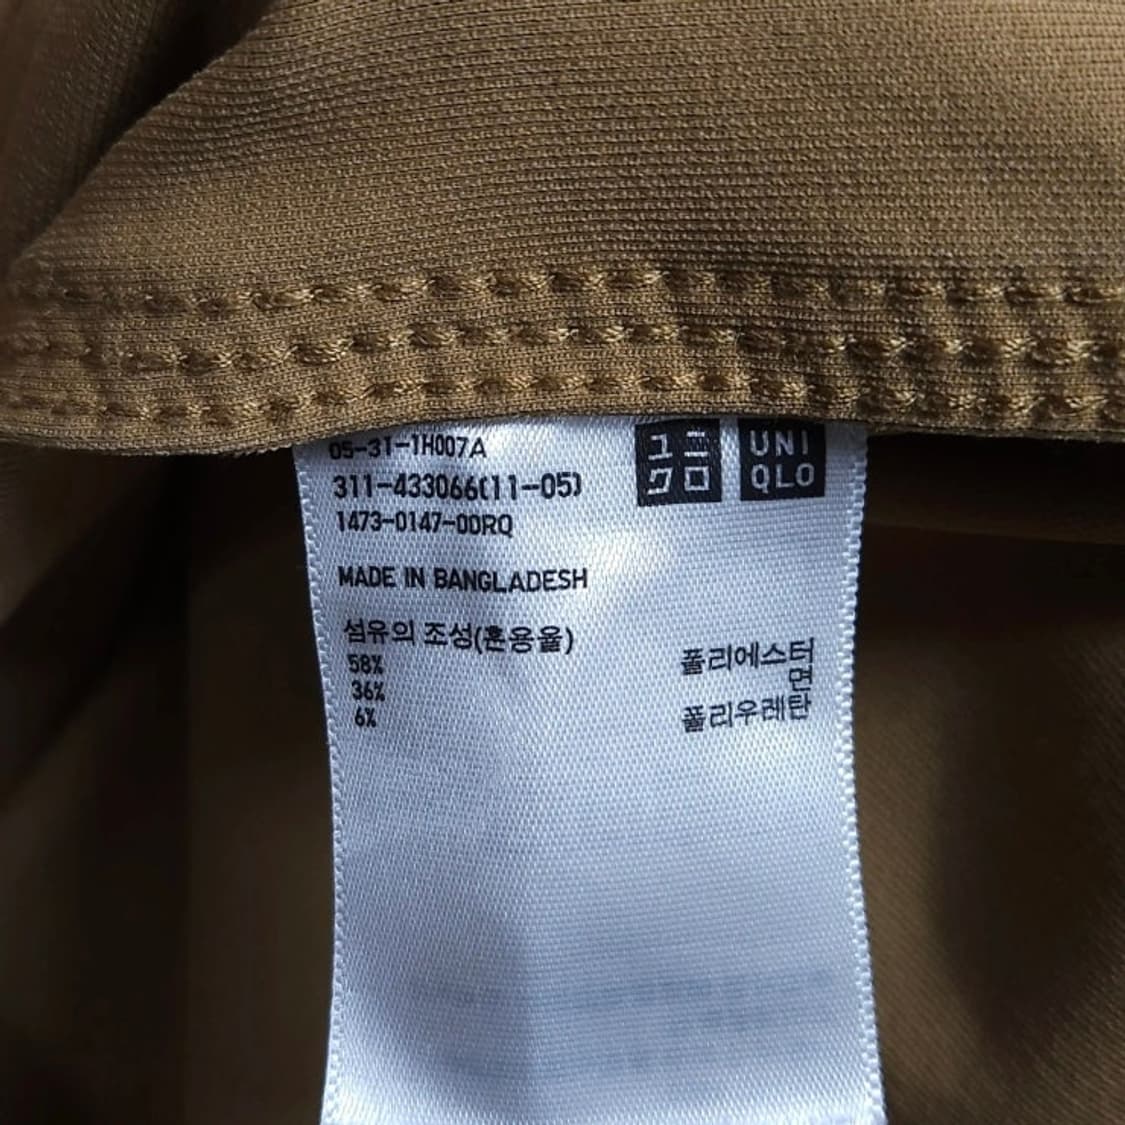 05-31-1H007A
311-433066(11-05)
1473-0147-00RQ
ユニ
クロ
UNI
QLO
MADE IN BANGLADESH
섬유의 조성(혼용율)
58% 폴리에스터
36% 면
6% 폴리우레탄